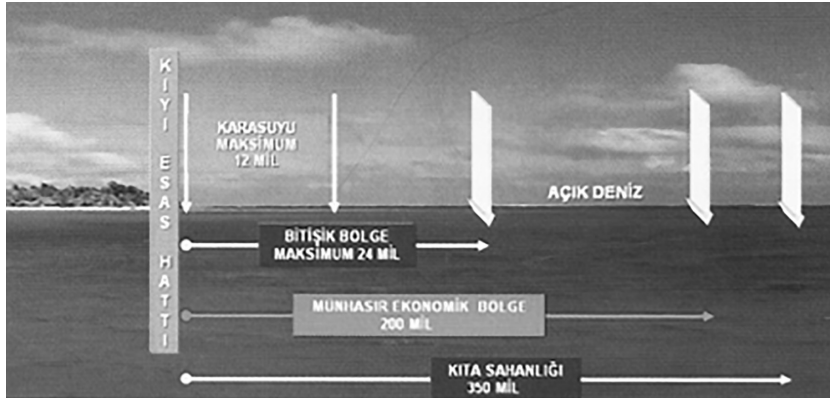 KIYI ESAS HATTI
KARASUYU
MAKSİMUM
12 MİL
AÇIK DENİZ
BİTİŞİK BÖLGE
MAKSİMUM 24 MİL
MÜNHASIR EKONOMİK BÖLGE
200 MİL
KITA SAHANLIĞI
350 MİL